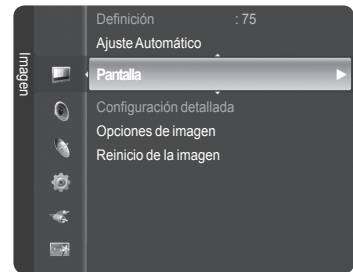 Imagen
Definición : 75
Ajuste Automático
Pantalla
Configuración detallada
Opciones de imagen
Reinicio de la imagen